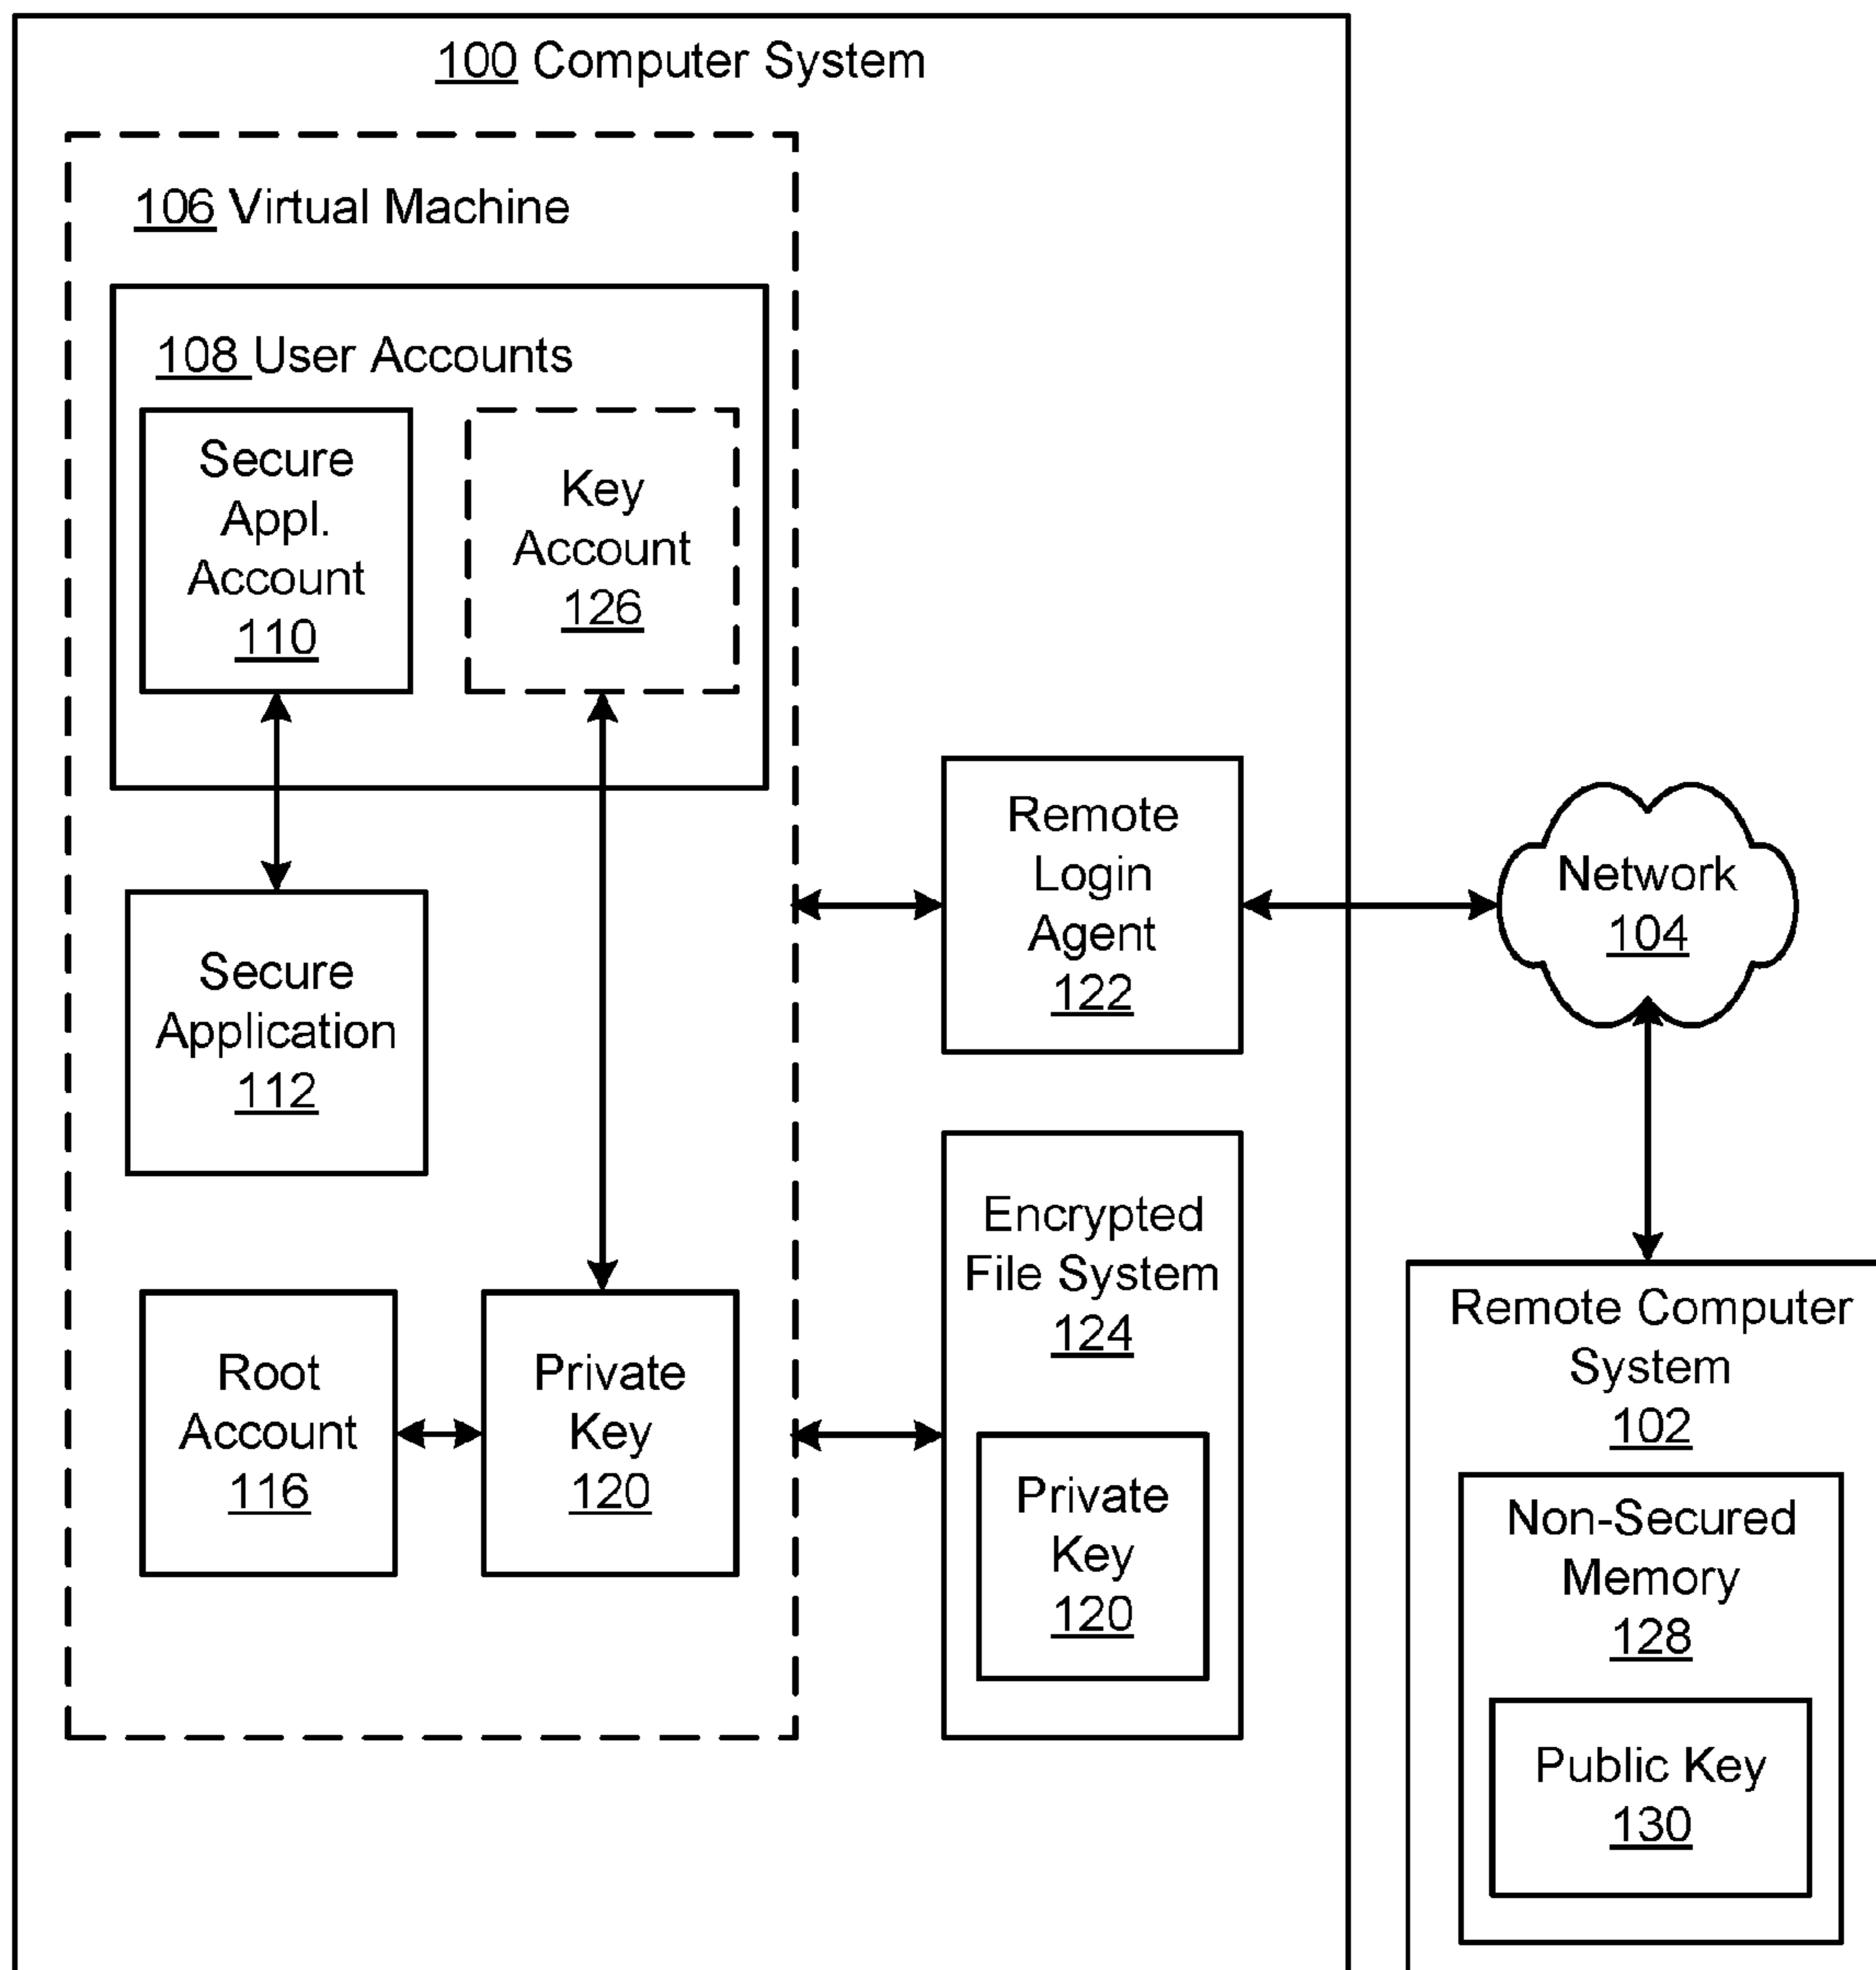 100 Computer System
106 Virtual Machine
108 User Accounts
Secure
Appl.
Account
110
Key
Account
126
Secure
Application
112
Root
Account
116
Private
Key
120
Remote
Login
Agent
122
Encrypted
File System
124
Private
Key
120
Network
104
Remote Computer
System
102
Non-Secured
Memory
128
Public Key
130